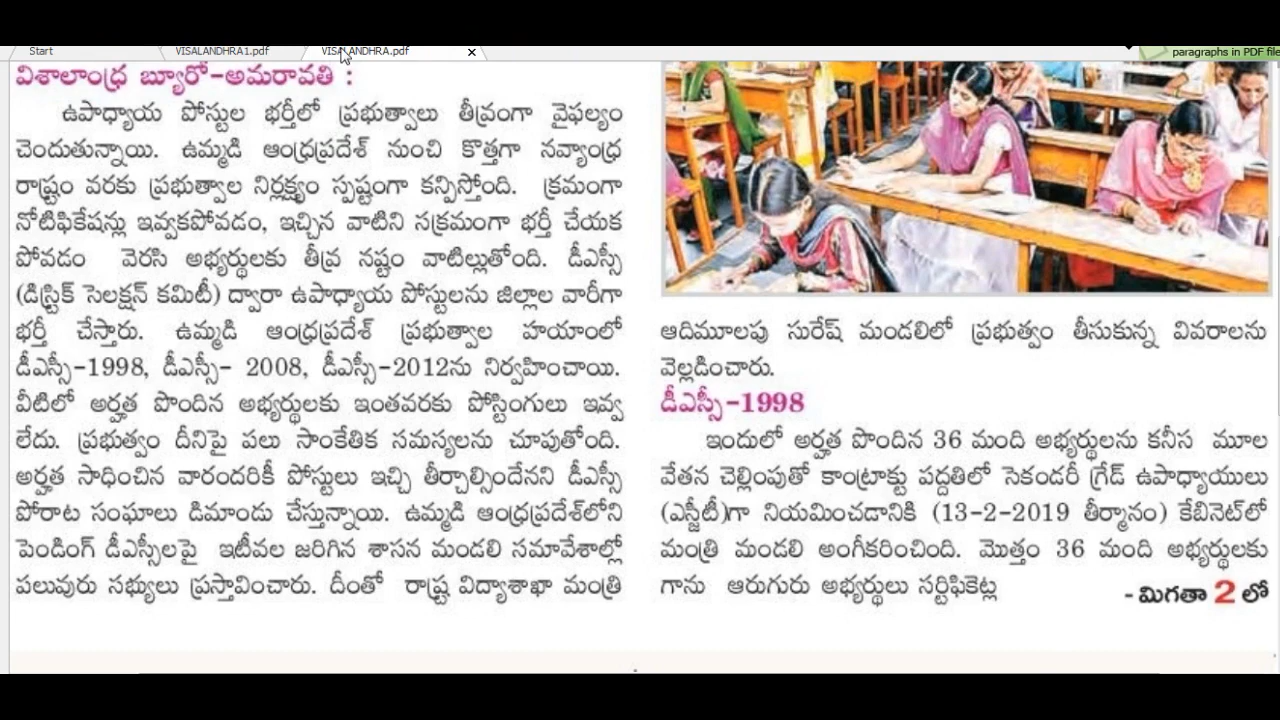 Start
VISALANDHRA1.pdf
VISALANDHRA.pdf
paragraphs in PDF file
విశాలాంధ్ర బ్యూరో-అమరావతి :
ఉపాధ్యాయ పోస్టుల భర్తీలో ప్రభుత్వాలు తీవ్రంగా వైఫల్యం
చెందుతున్నాయి. ఉమ్మడి ఆంధ్రప్రదేశ్ నుంచి కొత్తగా నవ్యాంధ్ర
రాష్ట్రం వరకు ప్రభుత్వాల నిర్లక్ష్యం స్పష్టంగా కన్పిస్తోంది. క్రమంగా
నోటిఫికేషన్లు ఇవ్వకపోవడం, ఇచ్చిన వాటిని సక్రమంగా భర్తీ చేయక
పోవడం వెరసి అభ్యర్థులకు తీవ్ర నష్టం వాటిల్లుతోంది. డీఎస్సీ
(డిస్ట్రిక్ సెలక్షన్ కమిటీ) ద్వారా ఉపాధ్యాయ పోస్టులను జిల్లాల వారీగా
భర్తీ చేస్తారు. ఉమ్మడి ఆంధ్రప్రదేశ్ ప్రభుత్వాల హయాంలో
డీఎస్సీ-1998, డీఎస్సీ- 2008, డీఎస్సీ-2012ను నిర్వహించాయి.
వీటిలో అర్హత పొందిన అభ్యర్థులకు ఇంతవరకు పోస్టింగులు ఇవ్వ
లేదు. ప్రభుత్వం దీనిపై పలు సాంకేతిక సమస్యలను చూపుతోంది.
అర్హత సాధించిన వారందరికీ పోస్టులు ఇచ్చి తీర్చాల్సిందేనని డీఎస్సీ
పోరాట సంఘాలు డిమాండు చేస్తున్నాయి. ఉమ్మడి ఆంధ్రప్రదేశ్‌లోని
పెండింగ్ డీఎస్సీలపై ఇటీవల జరిగిన శాసన మండలి సమావేశాల్లో
పలువురు సభ్యులు ప్రస్తావించారు. దీంతో రాష్ట్ర విద్యాశాఖా మంత్రి
ఆదిమూలపు సురేష్ మండలిలో ప్రభుత్వం తీసుకున్న వివరాలను
వెల్లడించారు.
డీఎస్సీ-1998
ఇందులో అర్హత పొందిన 36 మంది అభ్యర్థులను కనీస మూల
వేతన చెల్లింపుతో కాంట్రాక్టు పద్దతిలో సెకండరీ గ్రేడ్ ఉపాధ్యాయులు
(ఎస్జీటీ)గా నియమించడానికి (13-2-2019 తీర్మానం) కేబినెట్‌లో
మంత్రి మండలి అంగీకరించింది. మొత్తం 36 మంది అభ్యర్థులకు
గాను ఆరుగురు అభ్యర్థులు సర్టిఫికెట్ల
- మిగతా 2 లో